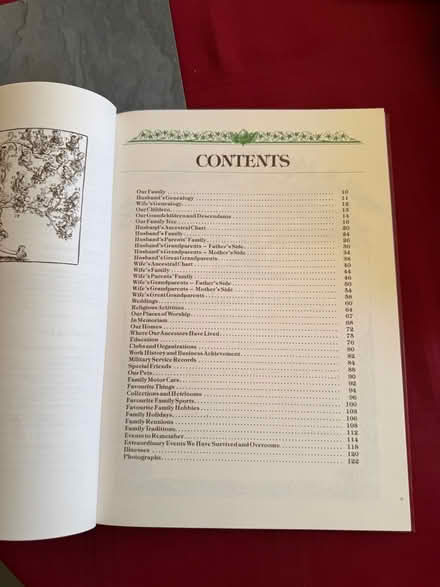 CONTENTS
Our Family 10
Husband's Genealogy 11
Wife's Genealogy 12
Our Children 13
Our Grandchildren and Descendants 14
Our Family Tree 16
Husband's Ancestral Chart 20
Husband's Family 24
Husband's Parents' Family 26
Husband's Grandparents – Father's Side 30
Husband's Grandparents – Mother's Side 34
Husband's Great Grandparents 38
Wife's Ancestral Chart 40
Wife's Family 44
Wife's Parents' Family 46
Wife's Grandparents – Father's Side 50
Wife's Grandparents – Mother's Side 54
Wife's Great Grandparents 58
Weddings 60
Religious Activities 64
Our Places of Worship 67
In Memoriam 68
Our Homes 72
Where Our Ancestors Have Lived 75
Education 76
Clubs and Organizations 80
Work History and Business Achievement 82
Military Service Records 84
Special Friends 88
Our Pets 90
Family Motor Cars 92
Favourite Things 94
Collections and Heirlooms 96
Favourite Family Sports 100
Favourite Family Hobbies 103
Family Holidays 106
Family Reunions 108
Family Traditions 112
Events to Remember 114
Extraordinary Events We Have Survived and Overcome 118
Illnesses 120
Photographs 122